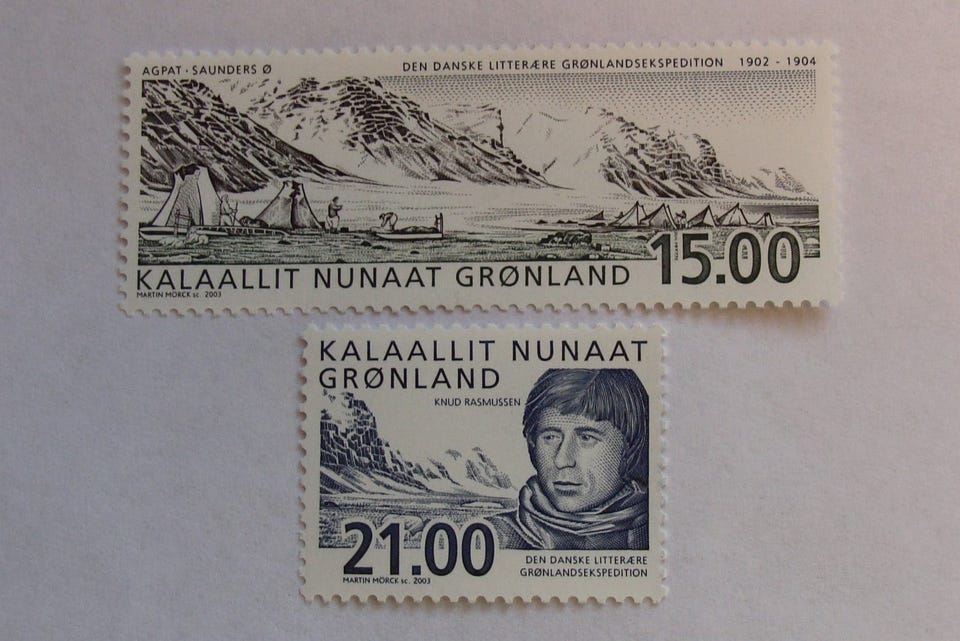 AGPAT · SAUNDERS Ø
DEN DANSKE LITTERÆRE GRØNLANDSEKSPEDITION 1902 - 1904
KALAALLIT NUNAAT GRØNLAND 15.00
MARTIN MÖRCK sc. 2003
KALAALLIT NUNAAT
GRØNLAND
KNUD RASMUSSEN
21.00
MARTIN MÖRCK sc. 2003
DEN DANSKE LITTERÆRE
GRØNLANDSEKSPEDITION